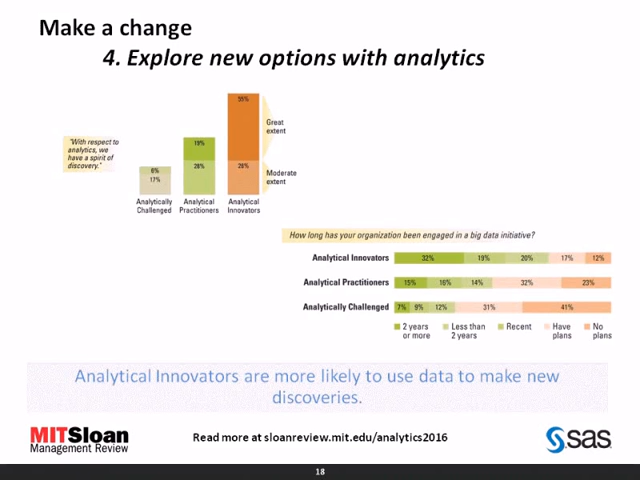 Make a change
4. Explore new options with analytics
"With respect to
analytics, we
have a spirit of
discovery."
55%
19%
6%
17%
28%
28%
Great
extent
Moderate
extent
Analytically
Challenged
Analytical
Practitioners
Analytical
Innovators
How long has your organization been engaged in a big data initiative?
Analytical Innovators 32% 19% 20% 17% 12%
Analytical Practitioners 15% 16% 14% 32% 23%
Analytically Challenged 7% 9% 12% 31% 41%
2 years
or more
Less than
2 years
Recent
Have
plans
No
plans
Analytical Innovators are more likely to use data to make new
discoveries.
MITSloan
Management Review
Read more at sloanreview.mit.edu/analytics2016
sas
18